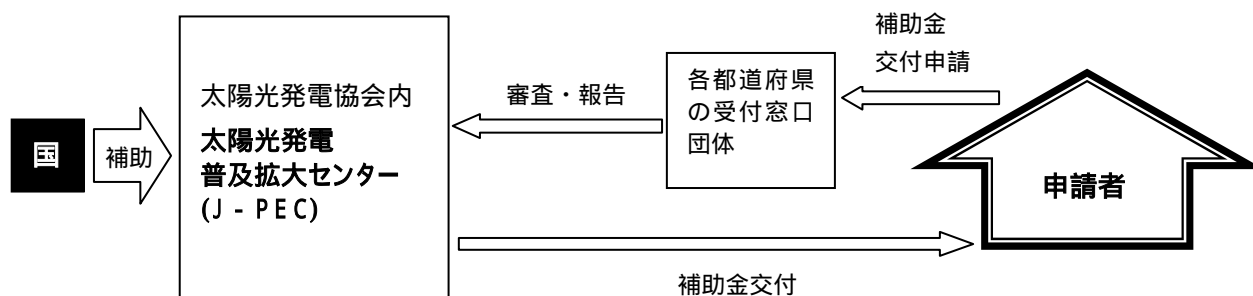 国
補助
太陽光発電協会内
太陽光発電
普及拡大センター
(J-PEC)
審査・報告
各都道府県
の受付窓口
団体
補助金
交付申請
申請者
補助金交付